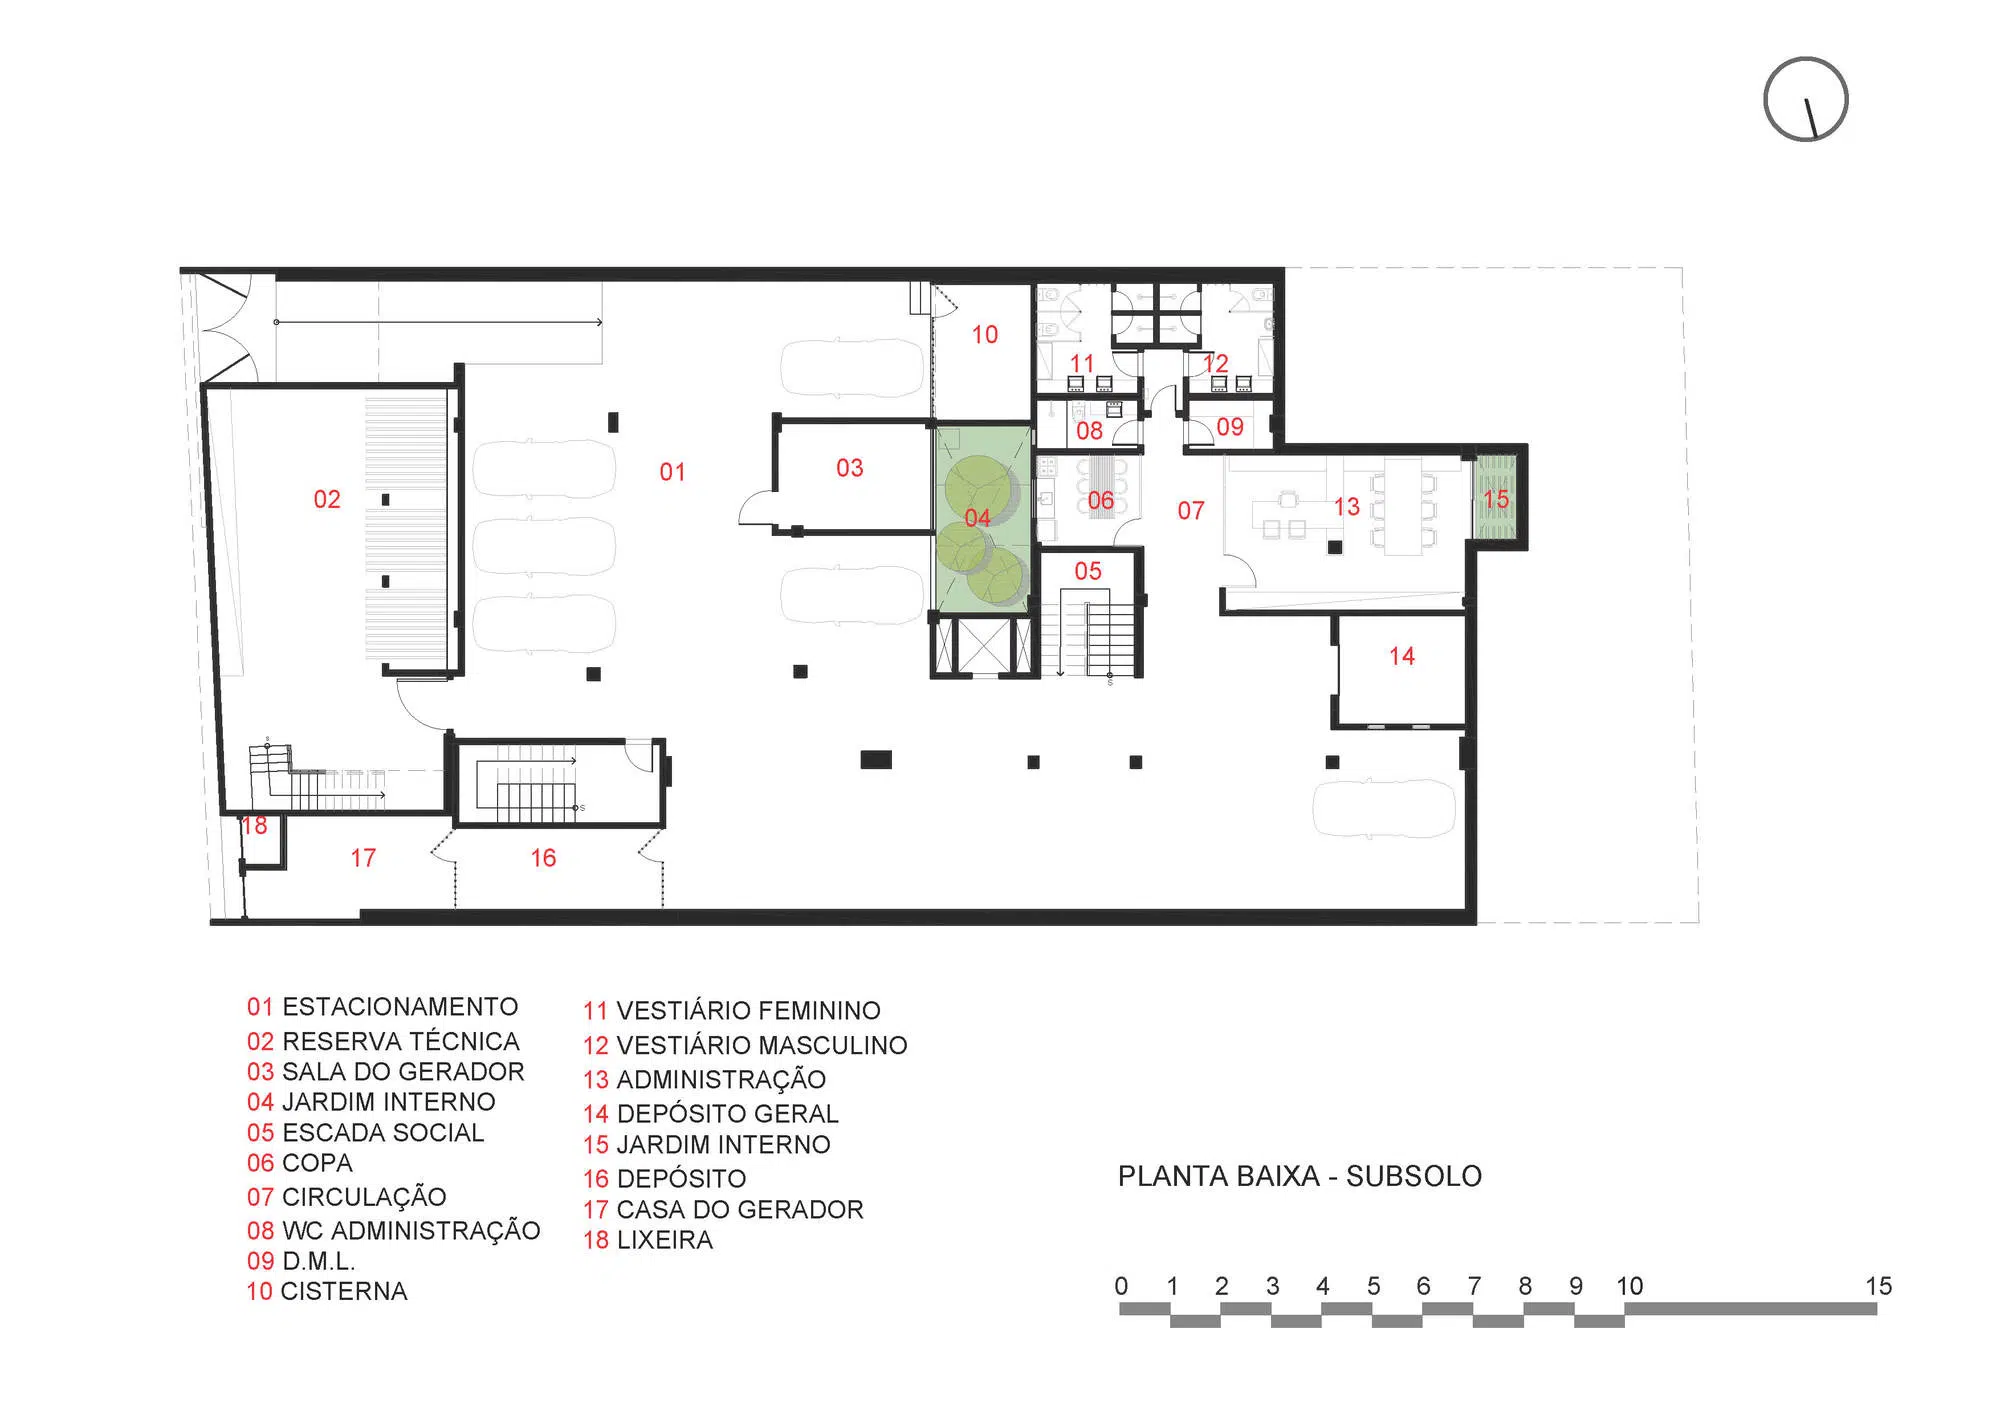 10
11
12
08
09
01
03
02
04
06
07
13
15
05
14
S
S
S
18
17
16
01 ESTACIONAMENTO
02 RESERVA TÉCNICA
03 SALA DO GERADOR
04 JARDIM INTERNO
05 ESCADA SOCIAL
06 COPA
07 CIRCULAÇÃO
08 WC ADMINISTRAÇÃO
09 D.M.L.
10 CISTERNA
11 VESTIÁRIO FEMININO
12 VESTIÁRIO MASCULINO
13 ADMINISTRAÇÃO
14 DEPÓSITO GERAL
15 JARDIM INTERNO
16 DEPÓSITO
17 CASA DO GERADOR
18 LIXEIRA
PLANTA BAIXA - SUBSOLO
0 1 2 3 4 5 6 7 8 9 10 15